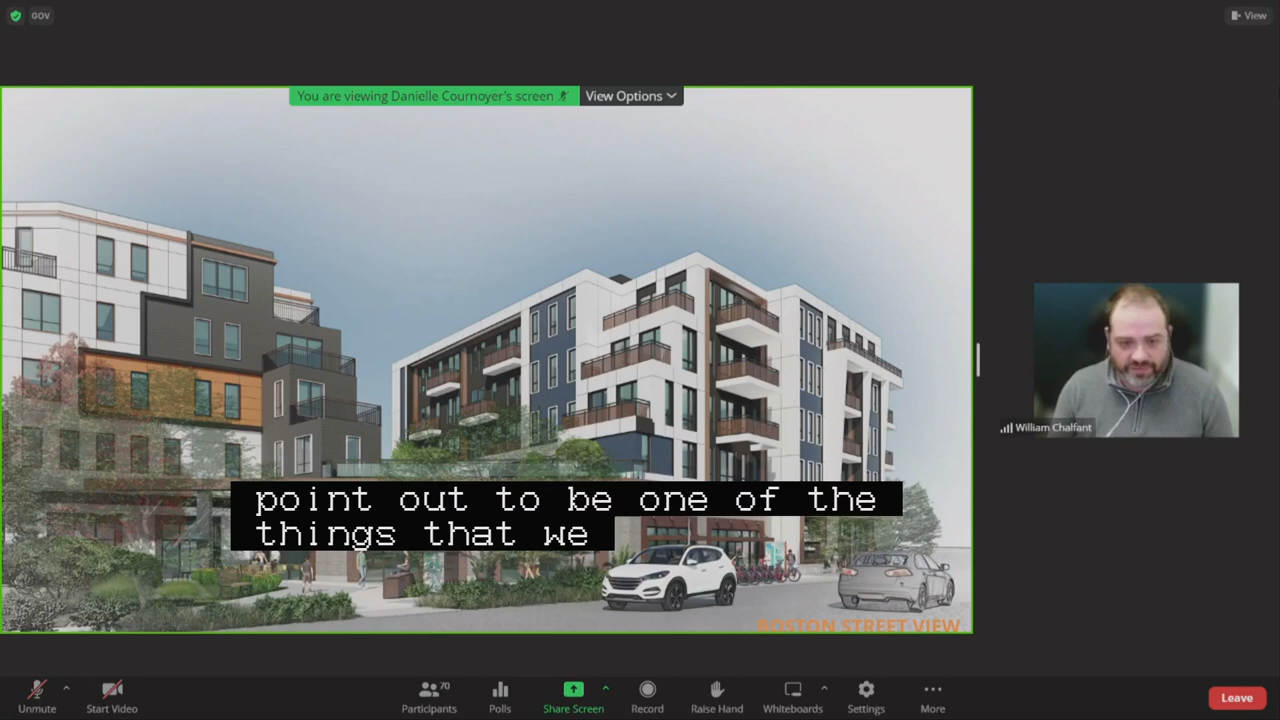 GOV
View
You are viewing Danielle Cournoyer's screen
View Options
point out to be one of the
things that we
William Chalfant
BOSTON STREET VIEW
Unmute
Start Video
Participants
70
Polls
Share Screen
Record
Raise Hand
Whiteboards
Settings
More
Leave